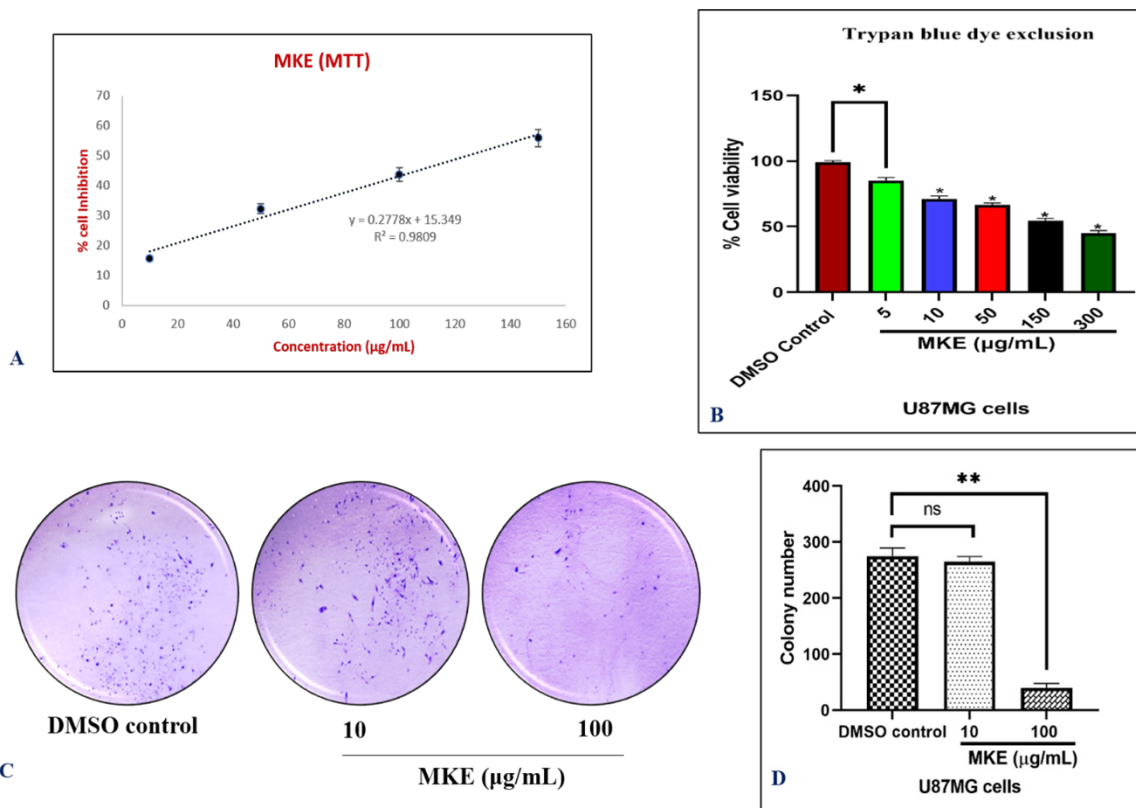 MKE (MTT)
% cell Inhibition
70
60
50
40
30
20
10
0
y = 0.2778x + 15.349
R² = 0.9809
0 20 40 60 80 100 120 140 160
Concentration (µg/mL)
A
Trypan blue dye exclusion
% Cell viability
150
100
50
0
*
* * * *
DMSO Control 5 10 50 150 300
MKE (µg/mL)
U87MG cells
B
DMSO control 10 100
MKE (µg/mL)
C
Colony number
400
300
200
100
0
**
ns
DMSO control 10 100
MKE (µg/mL)
U87MG cells
D